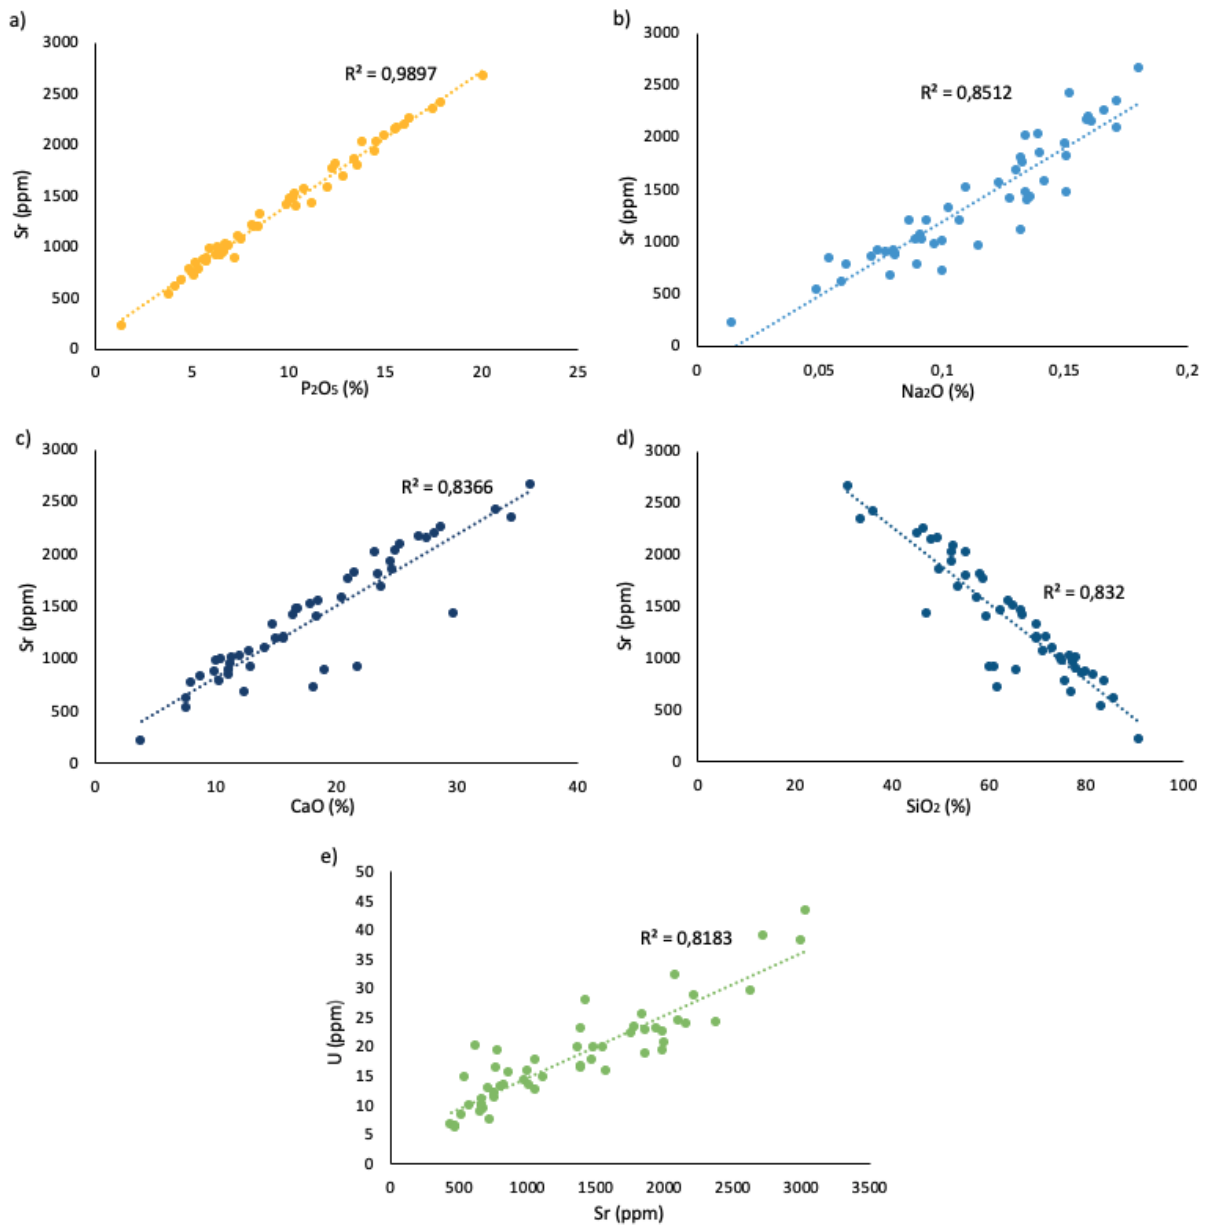 a)
3000
2500
2000
1500
1000
500
0
Sr (ppm)
R² = 0,9897
0 5 10 15 20 25
P₂O₅ (%)
b)
3000
2500
2000
1500
1000
500
0
Sr (ppm)
R² = 0,8512
0 0,05 0,1 0,15 0,2
Na₂O (%)
c)
3000
2500
2000
1500
1000
500
0
Sr (ppm)
R² = 0,8366
0 10 20 30 40
CaO (%)
d)
3000
2500
2000
1500
1000
500
0
Sr (ppm)
R² = 0,832
0 20 40 60 80 100
SiO₂ (%)
e)
50
45
40
35
30
25
20
15
10
5
0
U (ppm)
R² = 0,8183
0 500 1000 1500 2000 2500 3000 3500
Sr (ppm)